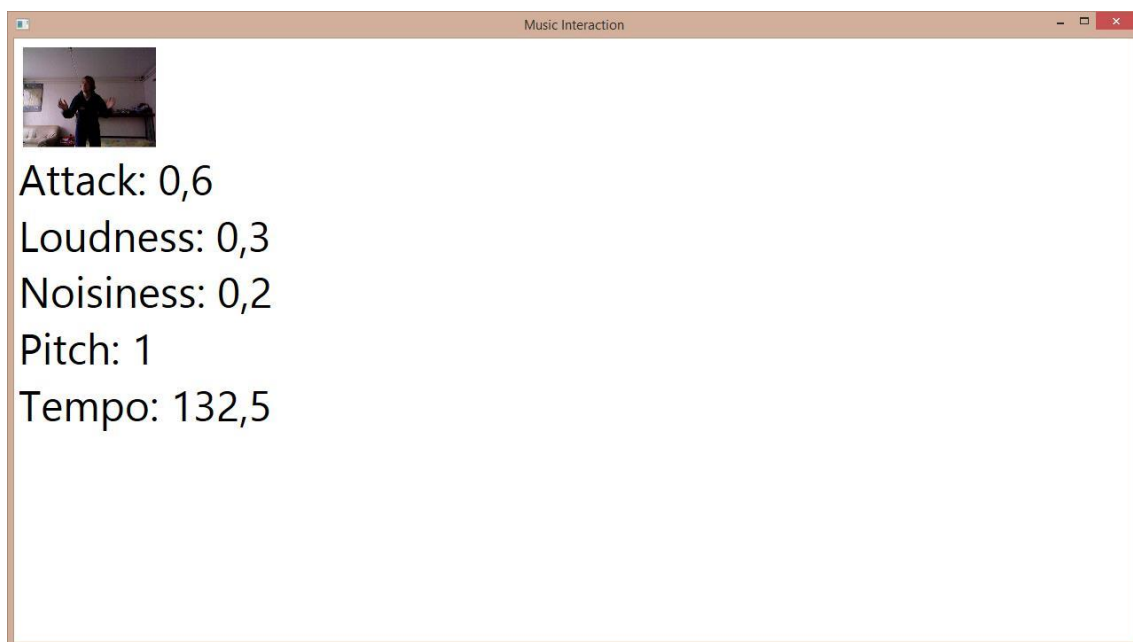 Music Interaction
Attack: 0,6
Loudness: 0,3
Noisiness: 0,2
Pitch: 1
Tempo: 132,5